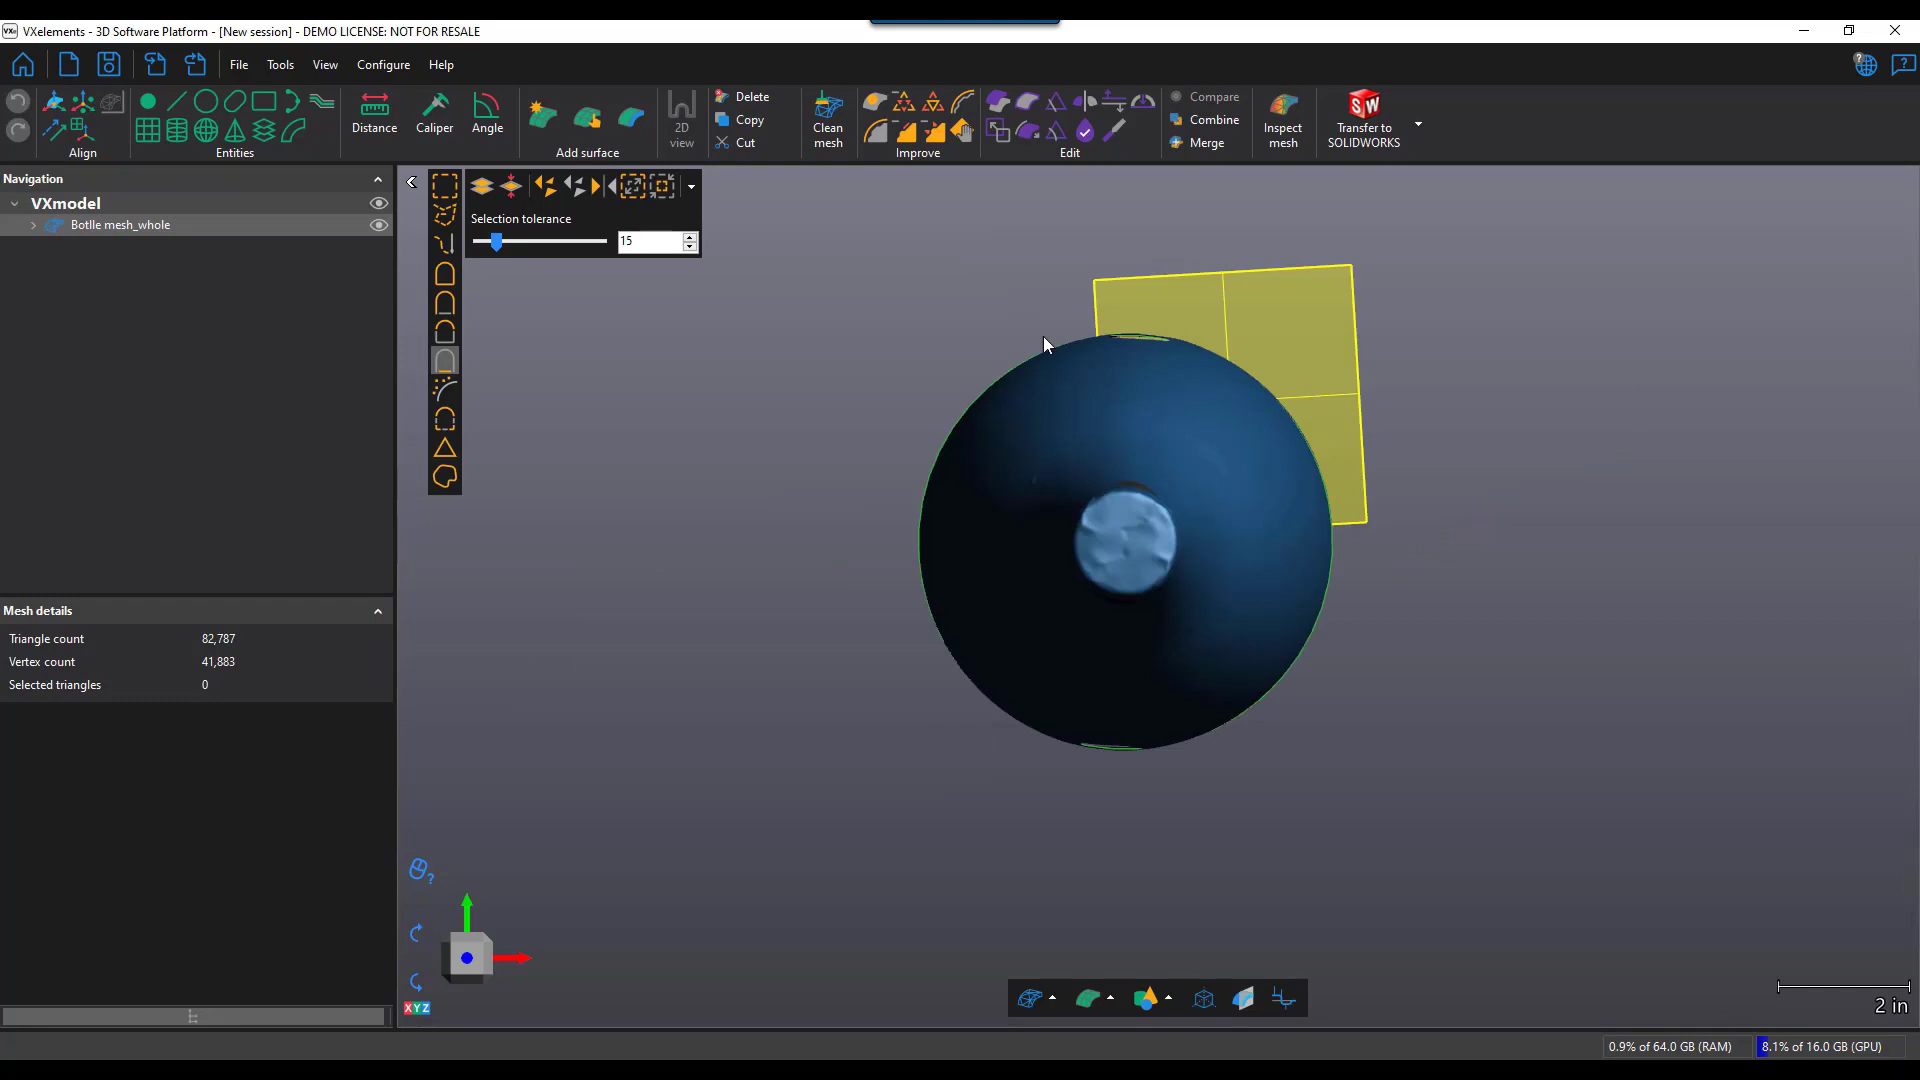 VXelements - 3D Software Platform - [New session] - DEMO LICENSE: NOT FOR RESALE
File Tools View Configure Help
Distance Caliper Angle
2D view
Delete
Copy
Cut
Clean mesh
Compare
Combine
Merge
Inspect mesh
SW
Transfer to SOLIDWORKS
Align Entities Add surface Improve Edit
Navigation
VXmodel
Botlle mesh_whole
Selection tolerance
15
Mesh details
Triangle count 82,787
Vertex count 41,883
Selected triangles 0
XYZ
2 in
0.9% of 64.0 GB (RAM) 8.1% of 16.0 GB (GPU)